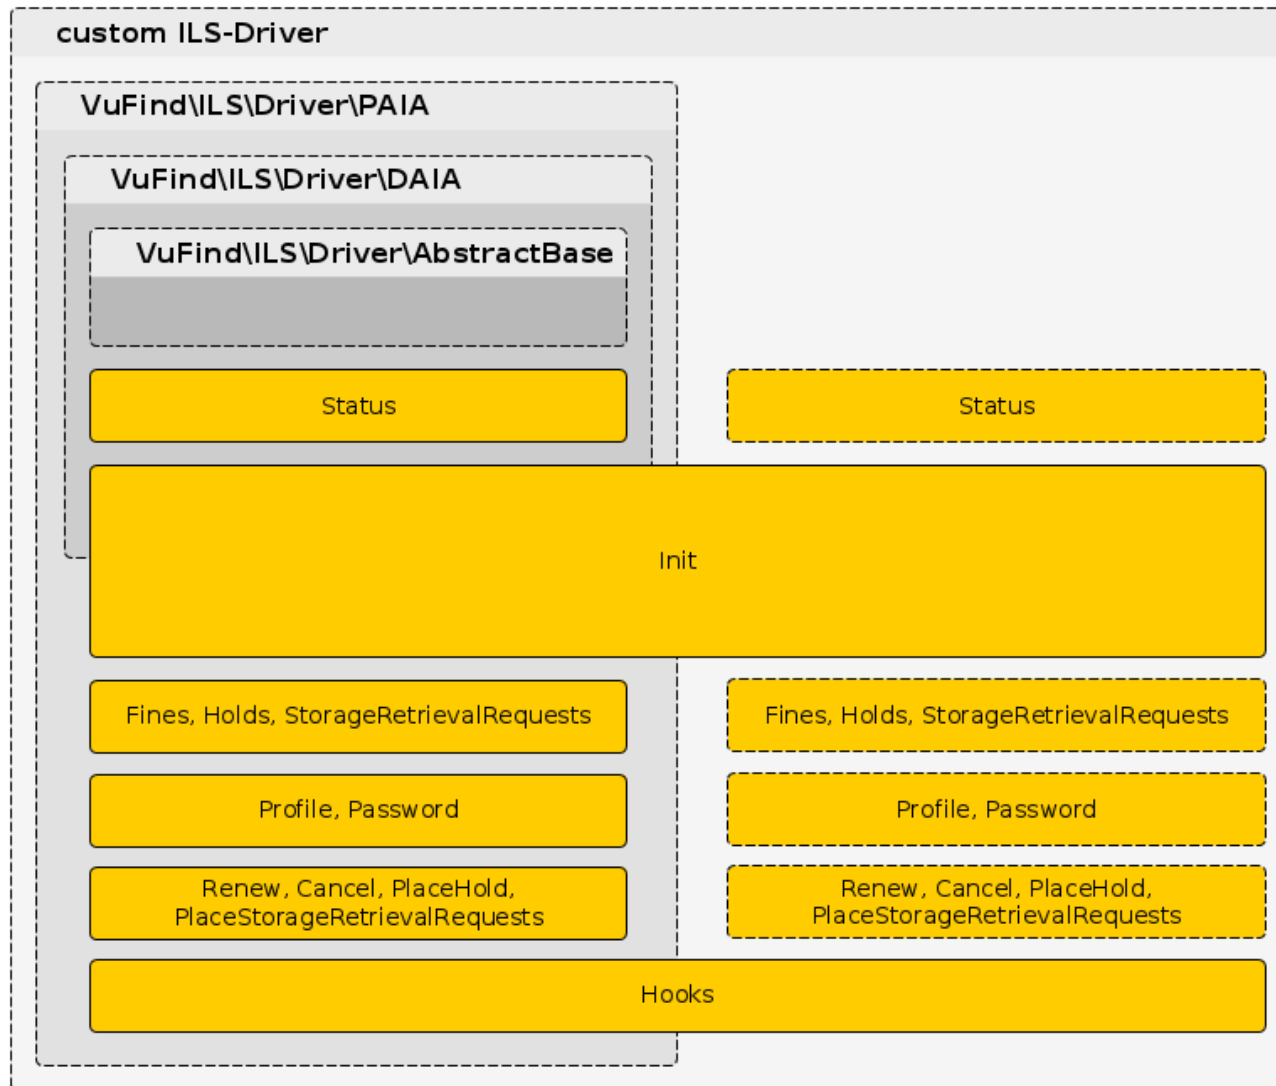 custom ILS-Driver
VuFind\ILS\Driver\PAIA
VuFind\ILS\Driver\DAIA
VuFind\ILS\Driver\AbstractBase
Status
Status
Init
Fines, Holds, StorageRetrievalRequests
Fines, Holds, StorageRetrievalRequests
Profile, Password
Profile, Password
Renew, Cancel, PlaceHold,
PlaceStorageRetrievalRequests
Renew, Cancel, PlaceHold,
PlaceStorageRetrievalRequests
Hooks